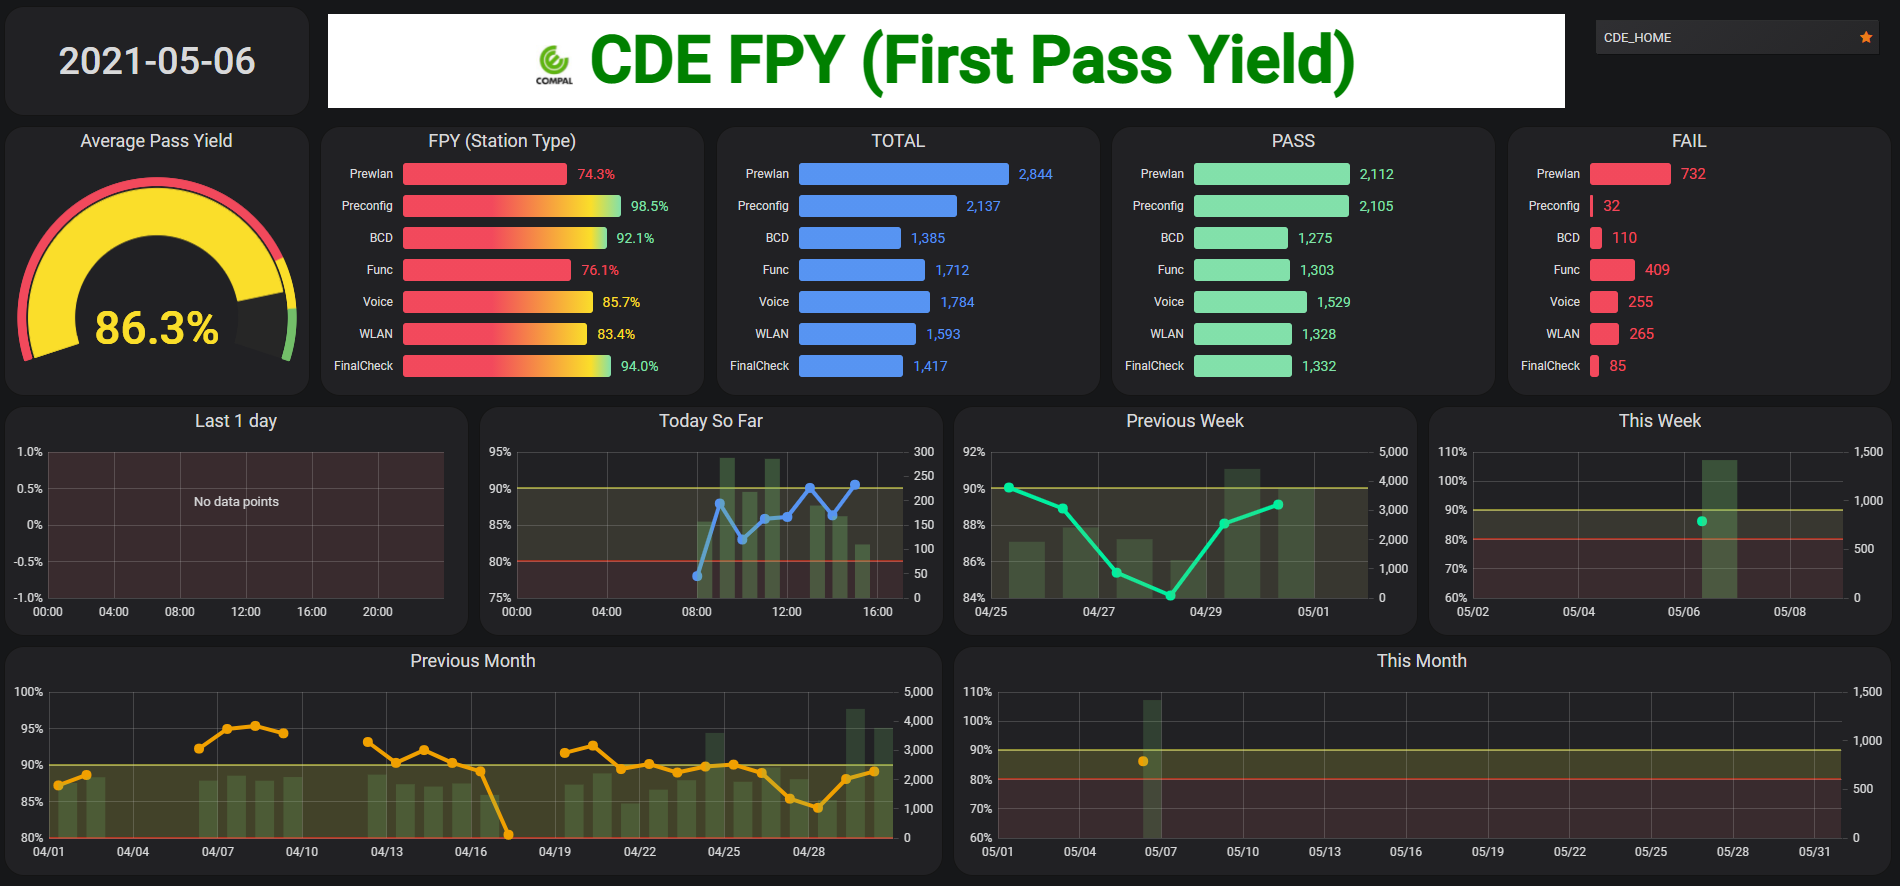 2021-05-06
COMPAL
CDE FPY (First Pass Yield)
CDE_HOME
Average Pass Yield
86.3%
FPY (Station Type)
Prewlan 74.3%
Preconfig 98.5%
BCD 92.1%
Func 76.1%
Voice 85.7%
WLAN 83.4%
FinalCheck 94.0%
TOTAL
Prewlan 2,844
Preconfig 2,137
BCD 1,385
Func 1,712
Voice 1,784
WLAN 1,593
FinalCheck 1,417
PASS
Prewlan 2,112
Preconfig 2,105
BCD 1,275
Func 1,303
Voice 1,529
WLAN 1,328
FinalCheck 1,332
FAIL
Prewlan 732
Preconfig 32
BCD 110
Func 409
Voice 255
WLAN 265
FinalCheck 85
Last 1 day
1.0%
0.5%
0%
-0.5%
-1.0%
No data points
00:00 04:00 08:00 12:00 16:00 20:00
Today So Far
95% 300
250
90% 200
85% 150
100
80% 50
75% 0
00:00 04:00 08:00 12:00 16:00
Previous Week
92% 5,000
4,000
90% 3,000
88% 2,000
86% 1,000
84% 0
04/25 04/27 04/29 05/01
This Week
110% 1,500
100%
90% 1,000
80% 500
70%
60% 0
05/02 05/04 05/06 05/08
Previous Month
100% 5,000
95% 4,000
3,000
90% 2,000
85% 1,000
80% 0
04/01 04/04 04/07 04/10 04/13 04/16 04/19 04/22 04/25 04/28
This Month
110% 1,500
100%
90% 1,000
80% 500
70%
60% 0
05/01 05/04 05/07 05/10 05/13 05/16 05/19 05/22 05/25 05/28 05/31